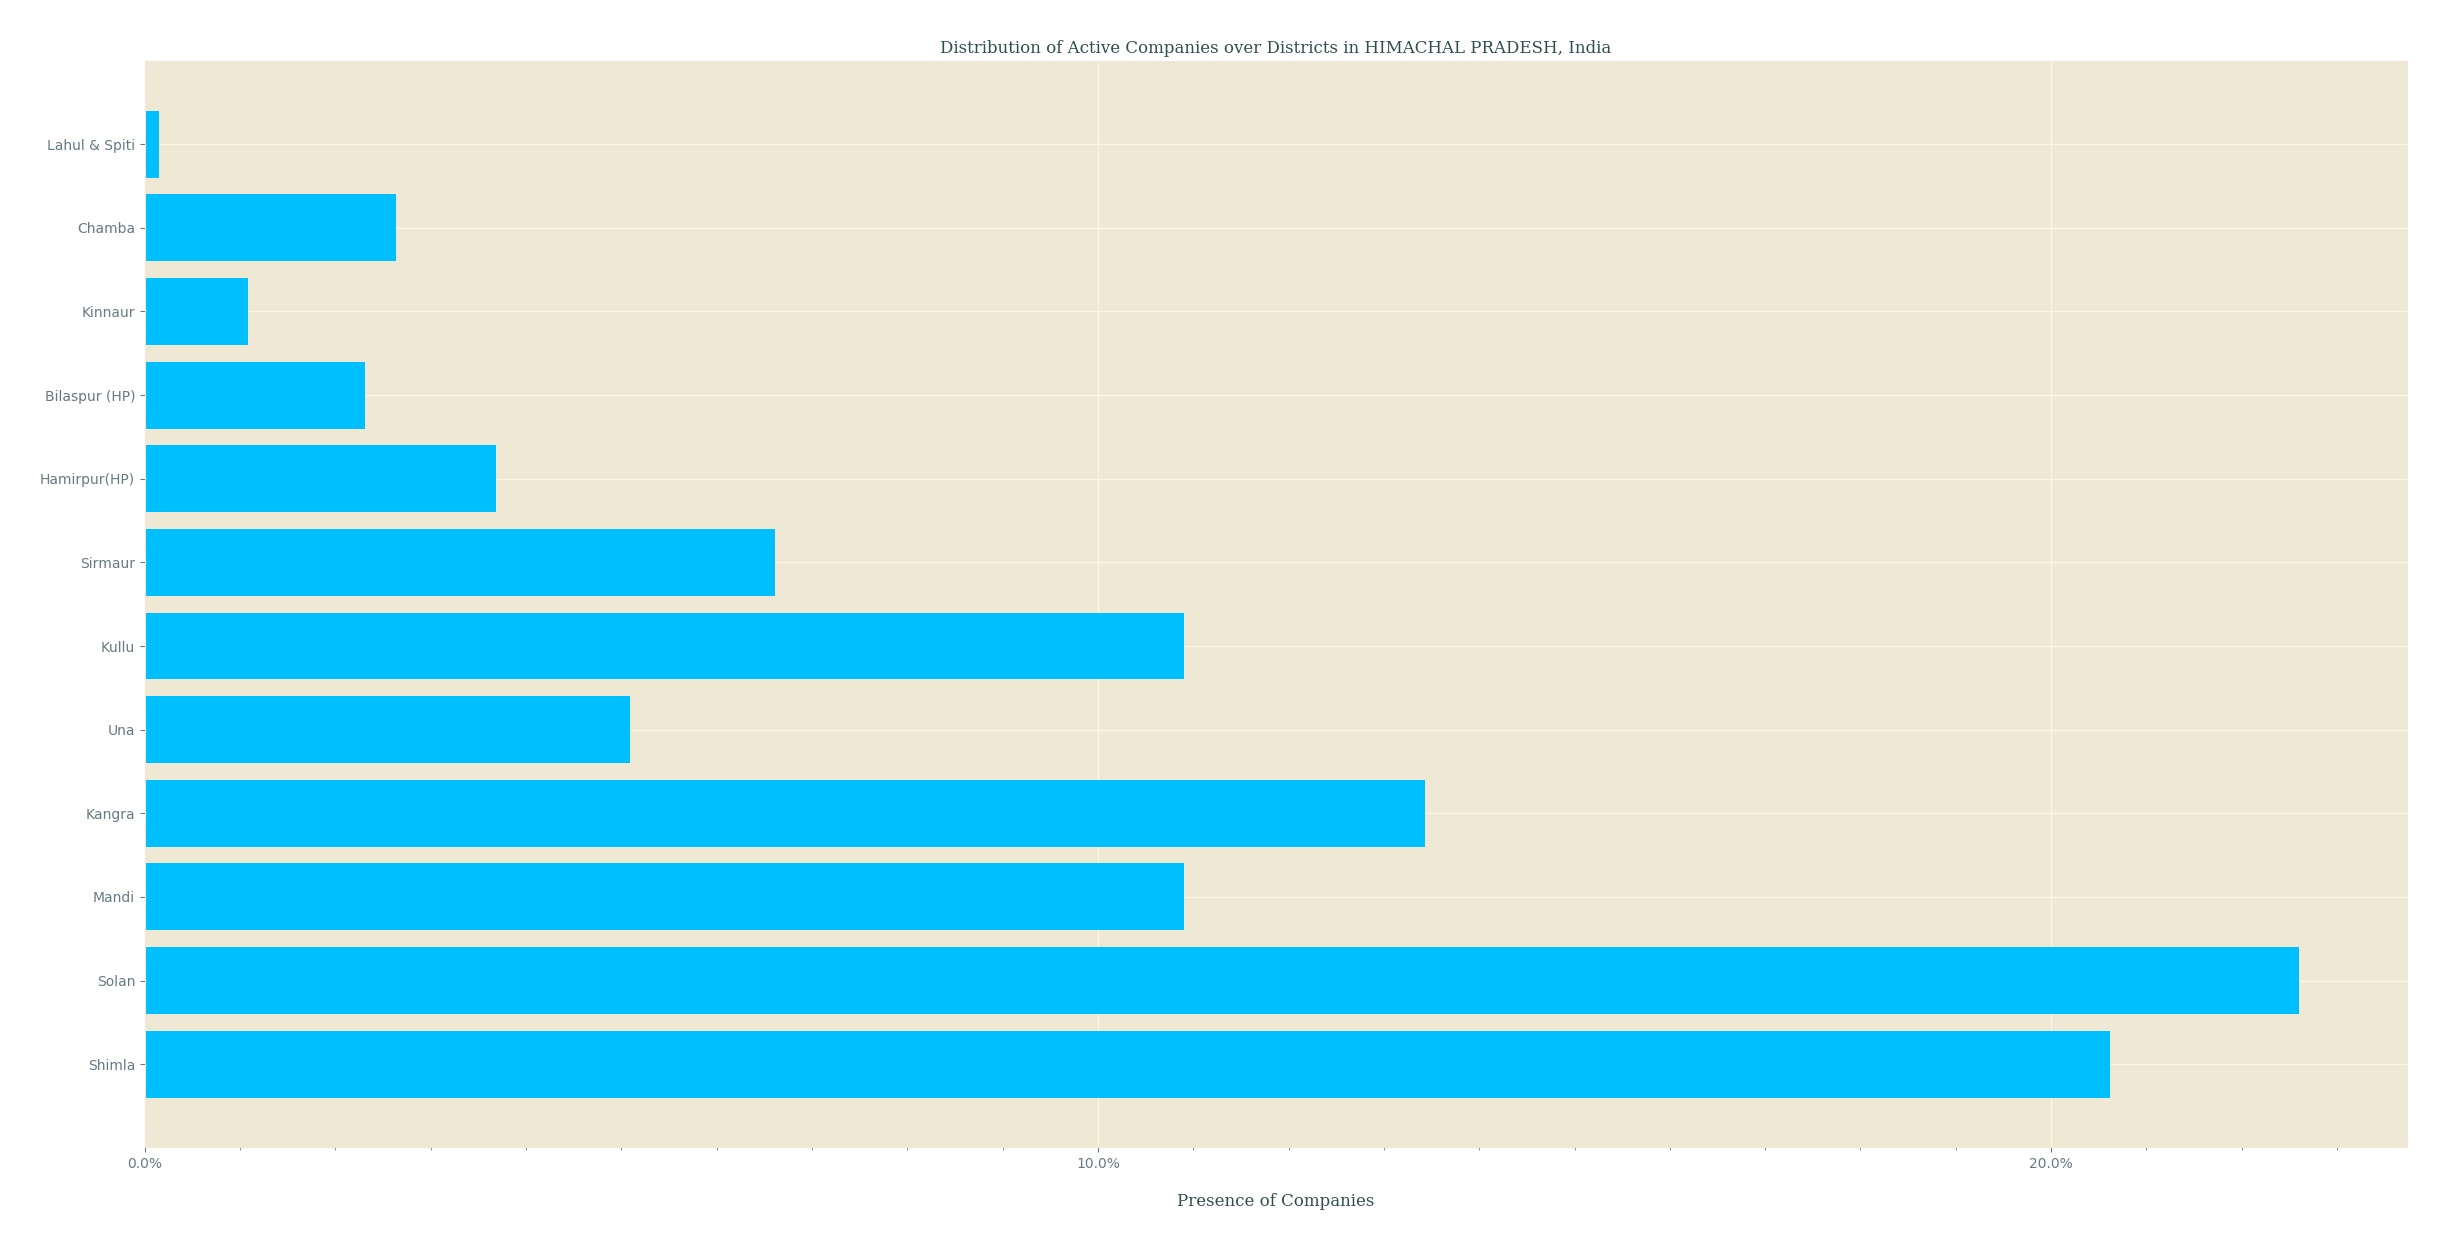 Distribution of Active Companies over Districts in HIMACHAL PRADESH, India
Lahul & Spiti
Chamba
Kinnaur
Bilaspur (HP)
Hamirpur(HP)
Sirmaur
Kullu
Una
Kangra
Mandi
Solan
Shimla
0.0% 10.0% 20.0%
Presence of Companies